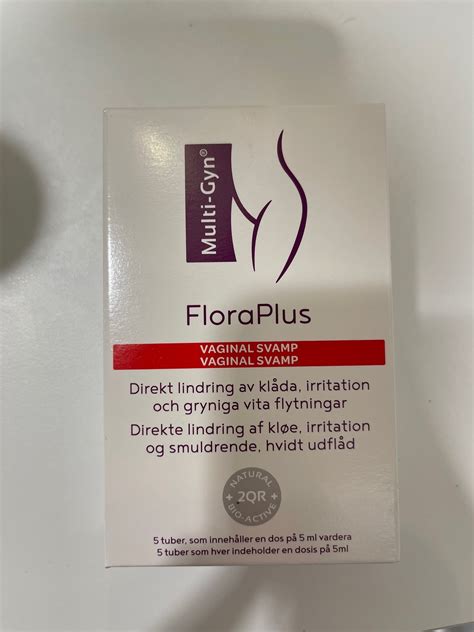 Multi-Gyn®
FloraPlus
VAGINAL SVAMP
VAGINAL SVAMP
Direkt lindring av klåda, irritation
och gryniga vita flytningar
Direkte lindring af kløe, irritation
og smuldrende, hvidt udflåd
NATURAL
2QR
BIO-ACTIVE
5 tuber, som innehåller en dos på 5 ml vardera
5 tuber som hver indeholder en dosis på 5ml